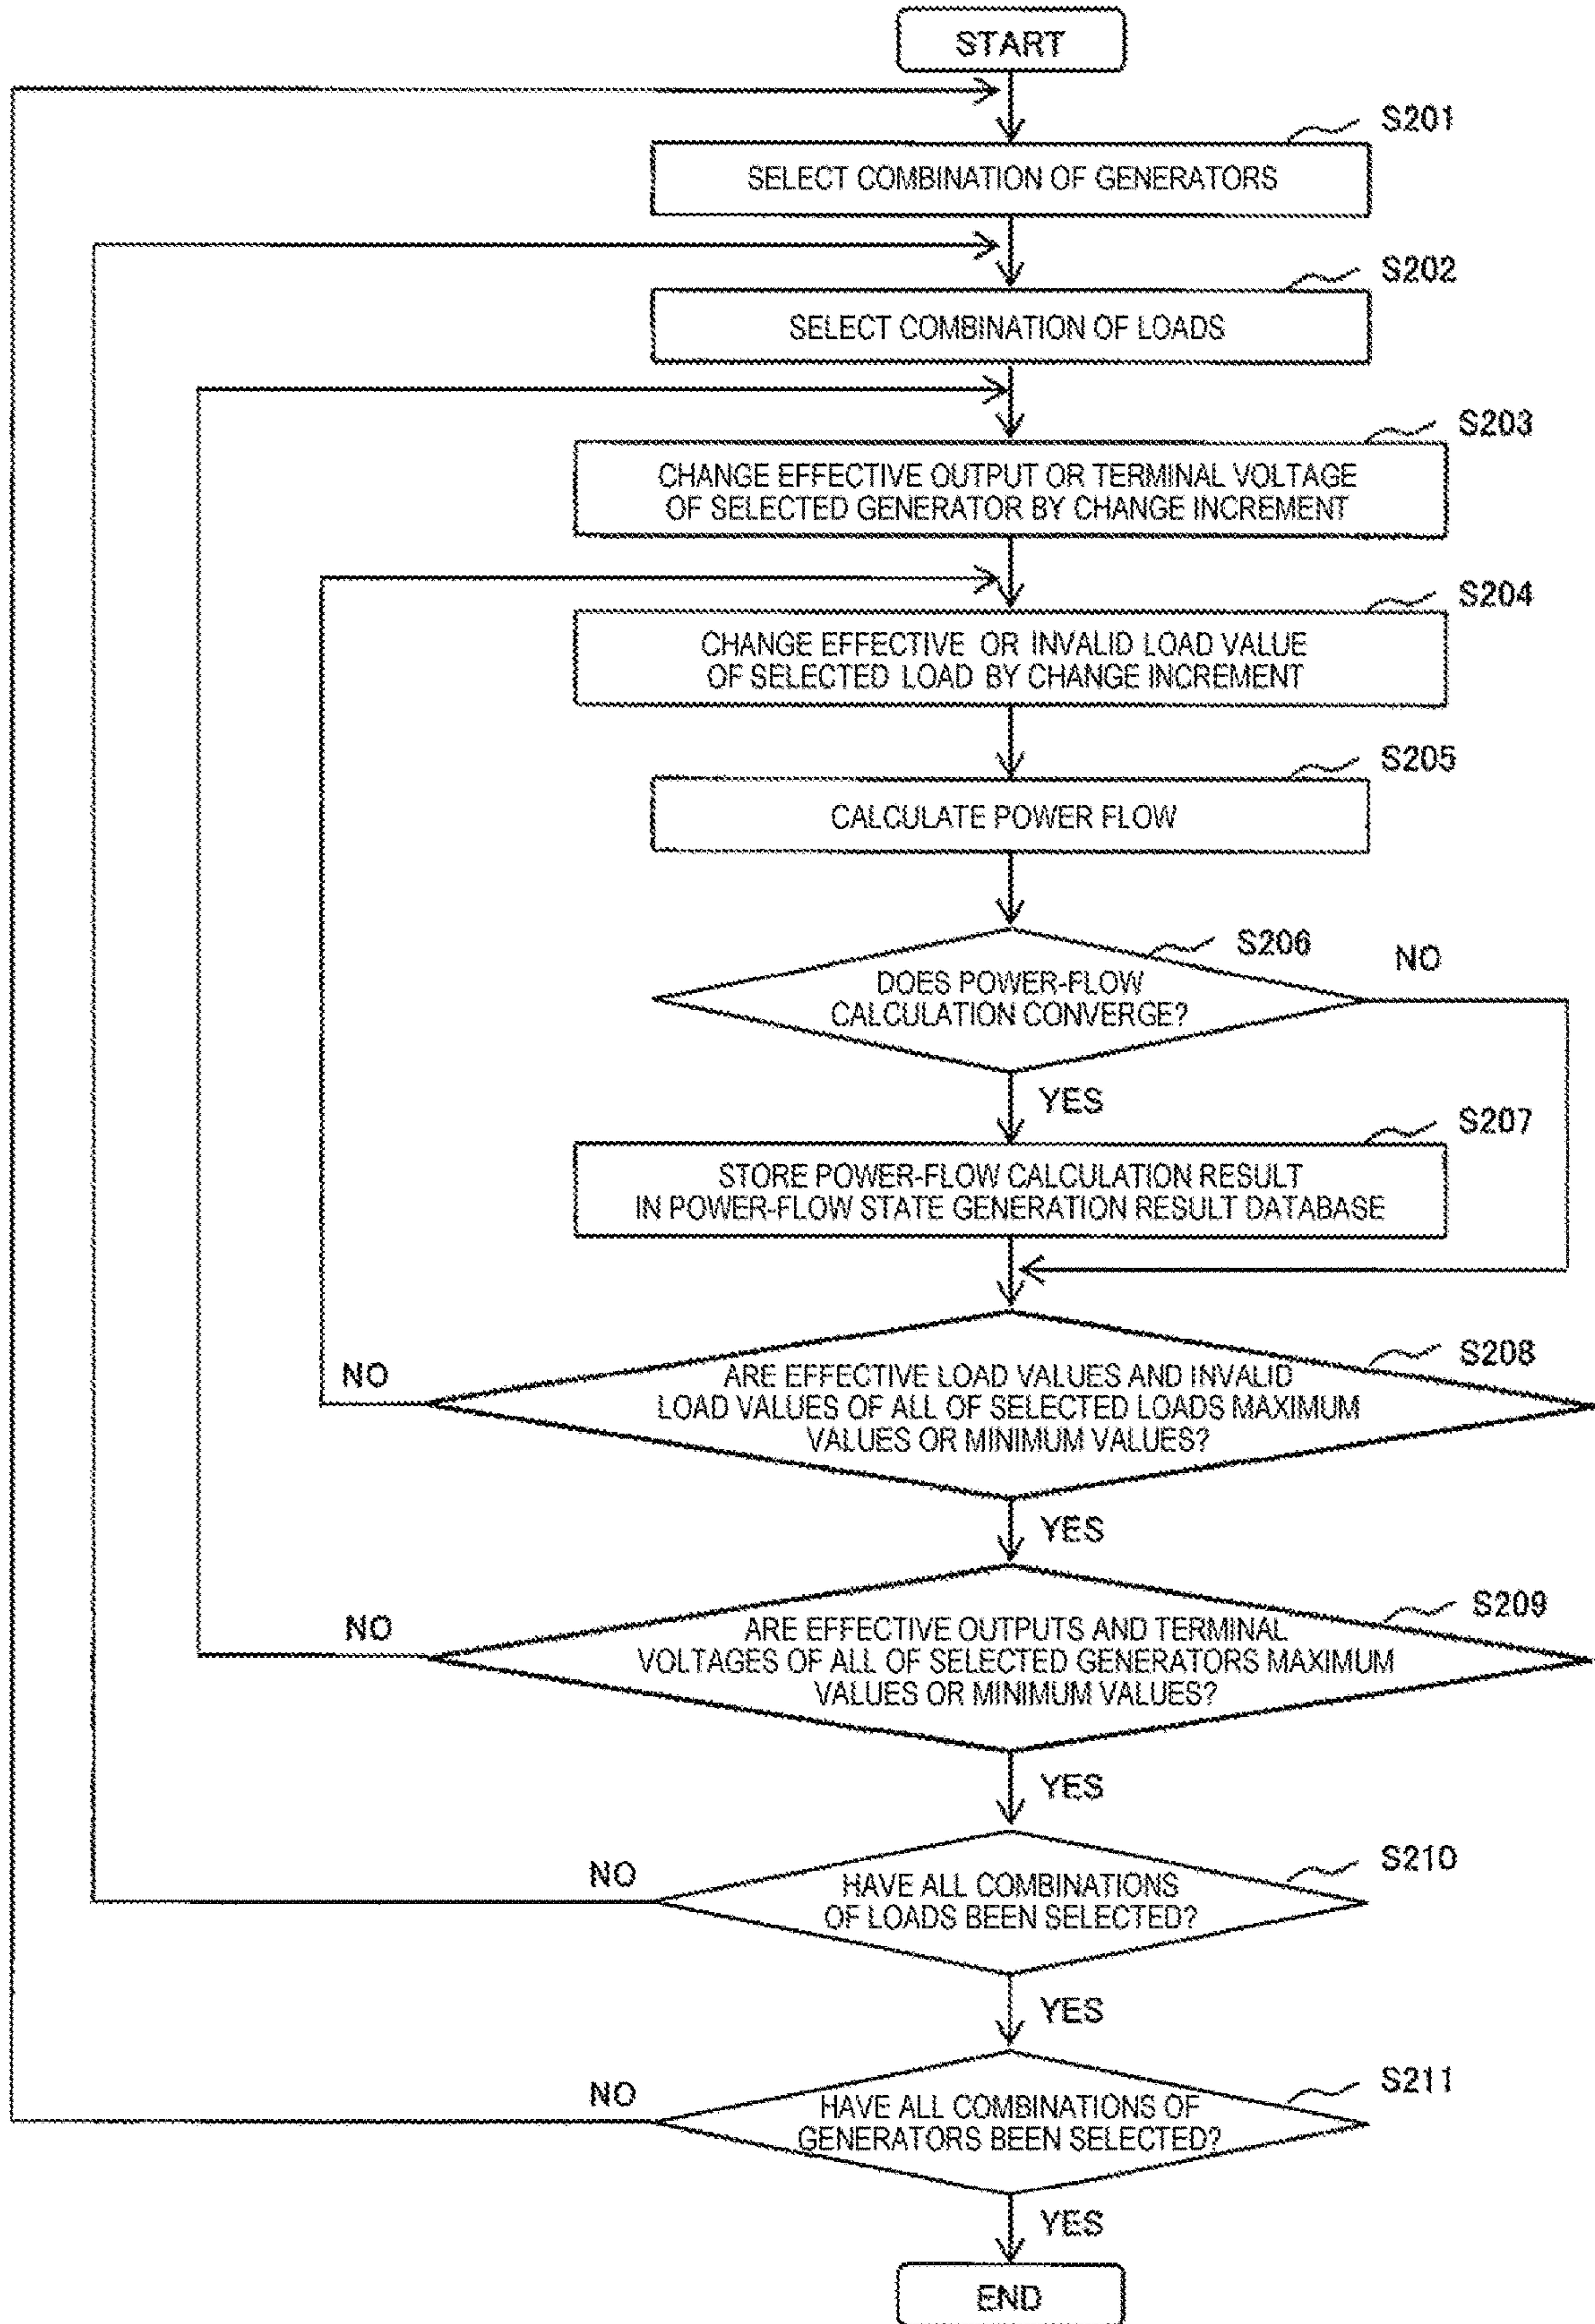 START
S201
SELECT COMBINATION OF GENERATORS
S202
SELECT COMBINATION OF LOADS
S203
CHANGE EFFECTIVE OUTPUT OR TERMINAL VOLTAGE
OF SELECTED GENERATOR BY CHANGE INCREMENT
S204
CHANGE EFFECTIVE OR INVALID LOAD VALUE
OF SELECTED LOAD BY CHANGE INCREMENT
S205
CALCULATE POWER FLOW
S206
NO
DOES POWER-FLOW
CALCULATION CONVERGE?
YES
S207
STORE POWER-FLOW CALCULATION RESULT
IN POWER-FLOW STATE GENERATION RESULT DATABASE
S208
NO
ARE EFFECTIVE LOAD VALUES AND INVALID
LOAD VALUES OF ALL OF SELECTED LOADS MAXIMUM
VALUES OR MINIMUM VALUES?
YES
S209
NO
ARE EFFECTIVE OUTPUTS AND TERMINAL
VOLTAGES OF ALL OF SELECTED GENERATORS MAXIMUM
VALUES OR MINIMUM VALUES?
YES
S210
NO
HAVE ALL COMBINATIONS
OF LOADS BEEN SELECTED?
YES
S211
NO
HAVE ALL COMBINATIONS OF
GENERATORS BEEN SELECTED?
YES
END